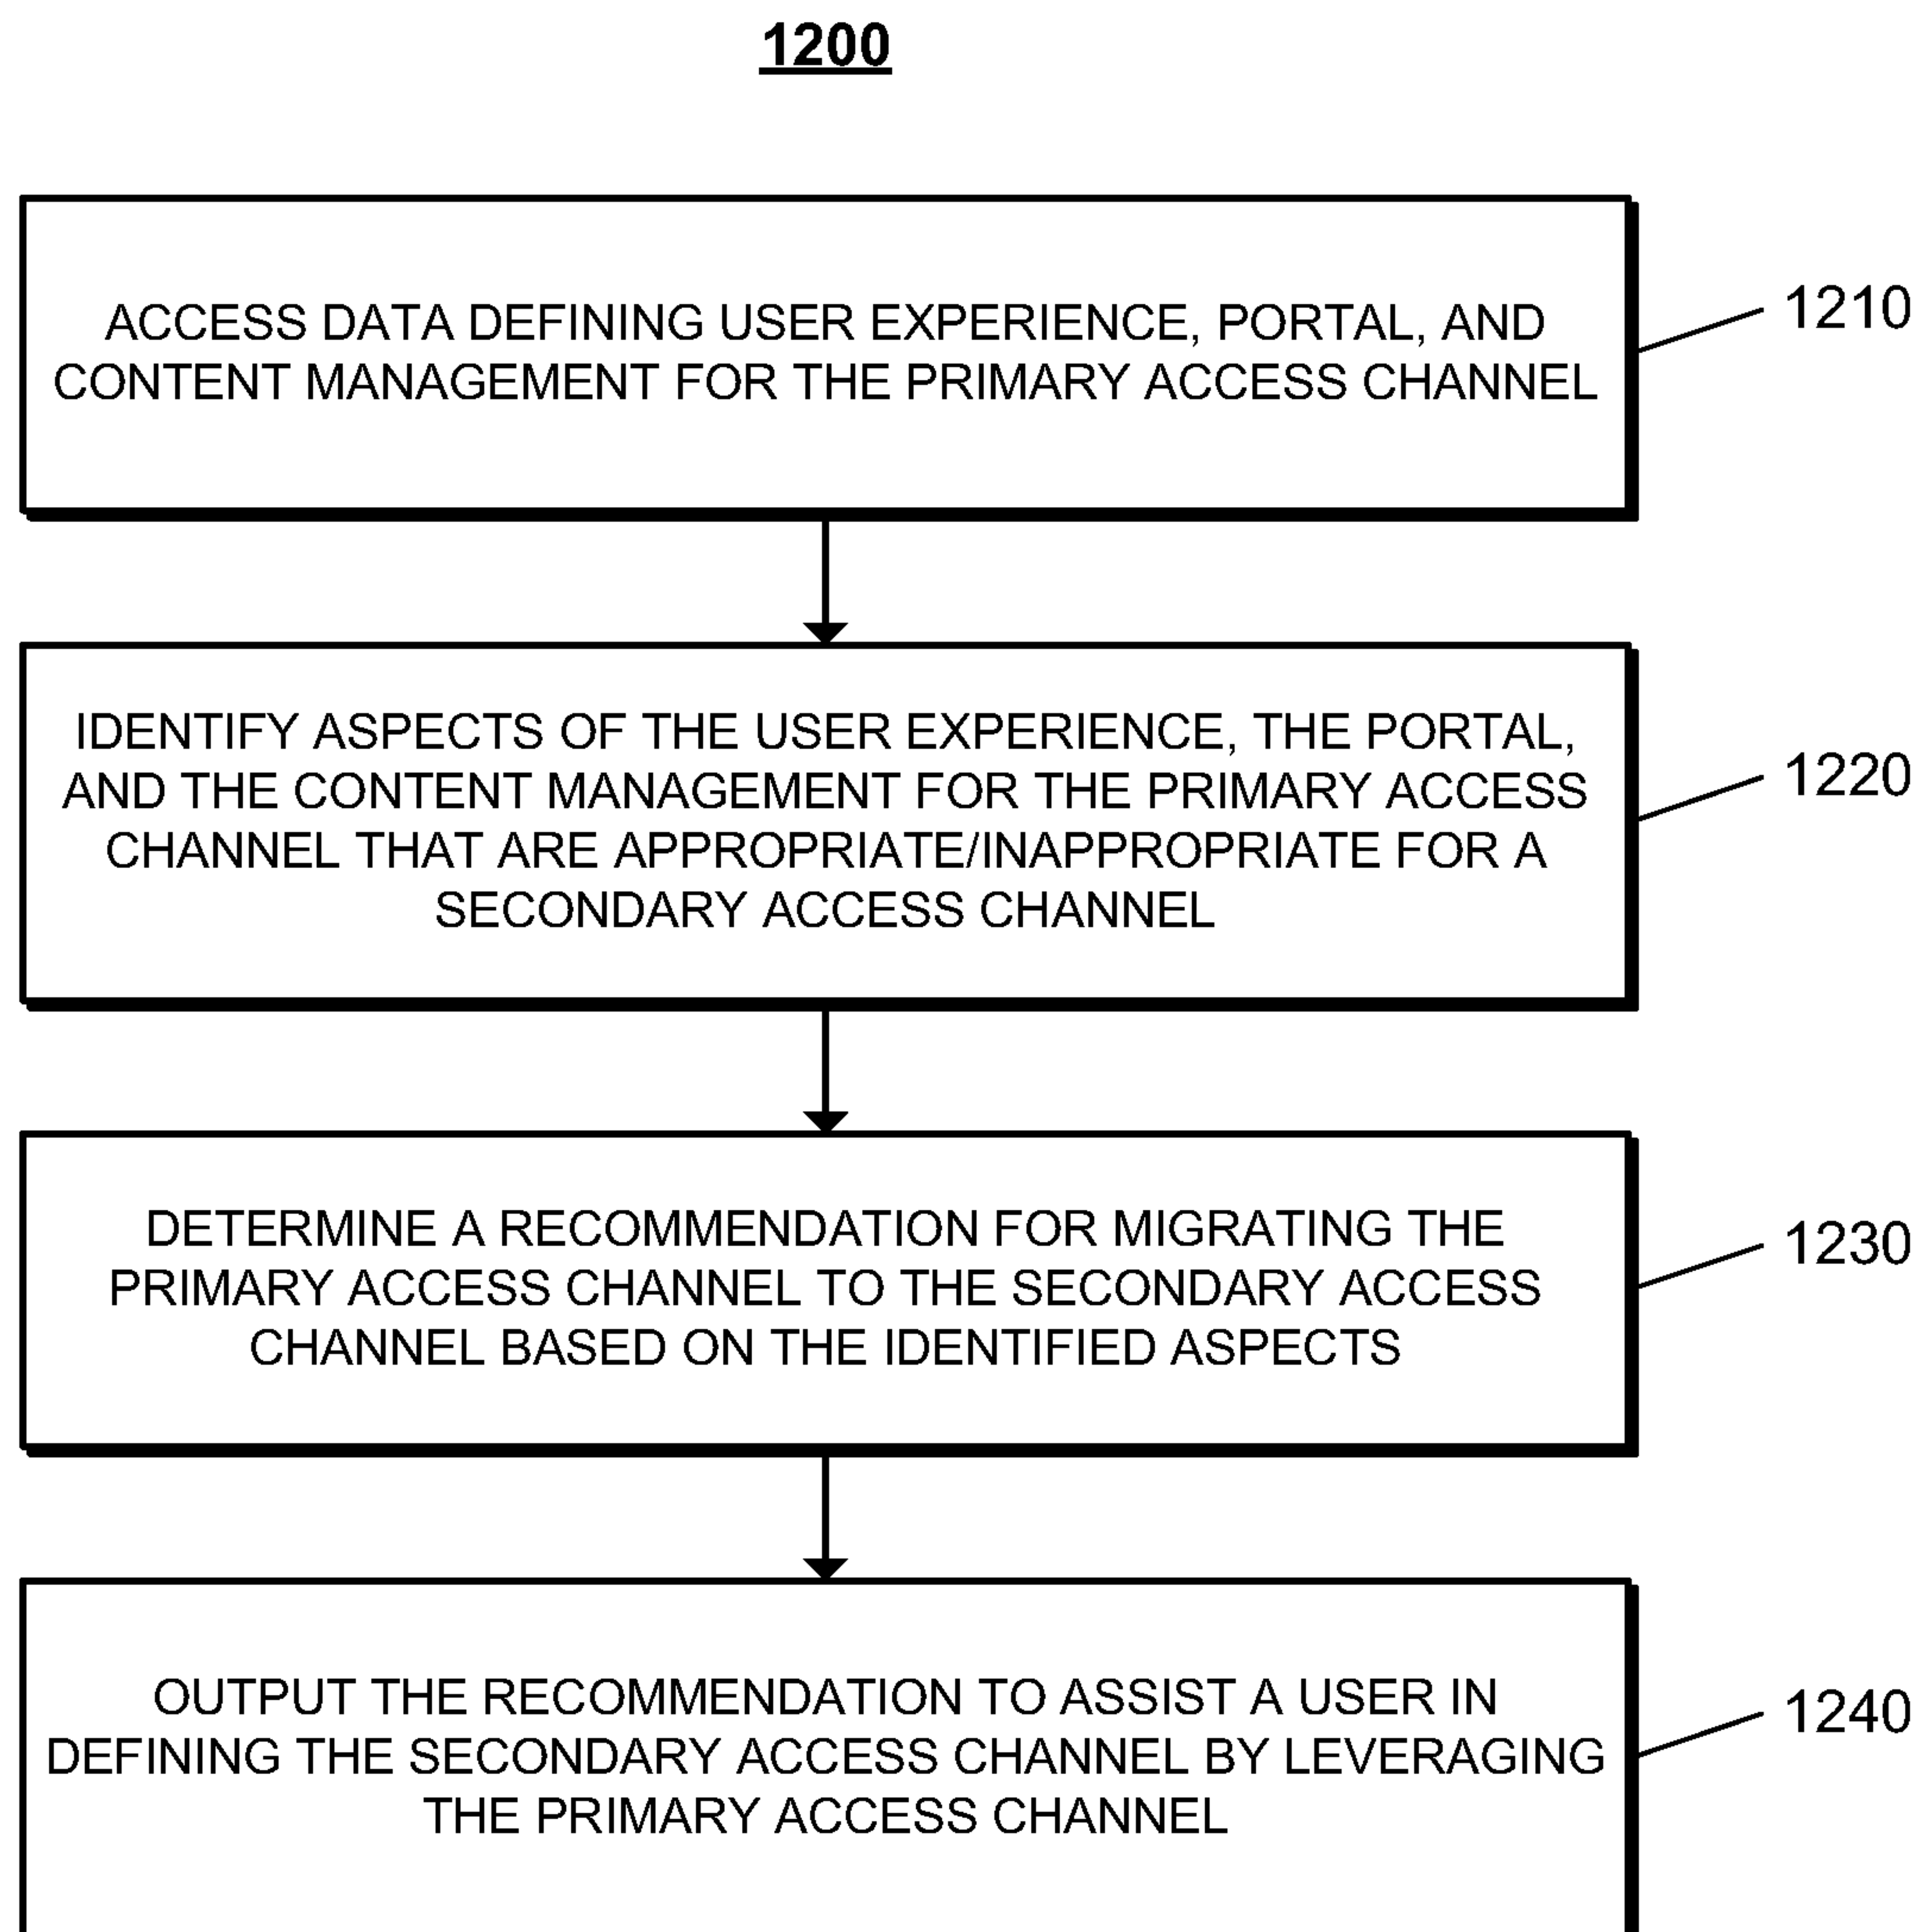 1200
ACCESS DATA DEFINING USER EXPERIENCE, PORTAL, AND
CONTENT MANAGEMENT FOR THE PRIMARY ACCESS CHANNEL
1210
IDENTIFY ASPECTS OF THE USER EXPERIENCE, THE PORTAL,
AND THE CONTENT MANAGEMENT FOR THE PRIMARY ACCESS
CHANNEL THAT ARE APPROPRIATE/INAPPROPRIATE FOR A
SECONDARY ACCESS CHANNEL
1220
DETERMINE A RECOMMENDATION FOR MIGRATING THE
PRIMARY ACCESS CHANNEL TO THE SECONDARY ACCESS
CHANNEL BASED ON THE IDENTIFIED ASPECTS
1230
OUTPUT THE RECOMMENDATION TO ASSIST A USER IN
DEFINING THE SECONDARY ACCESS CHANNEL BY LEVERAGING
THE PRIMARY ACCESS CHANNEL
1240